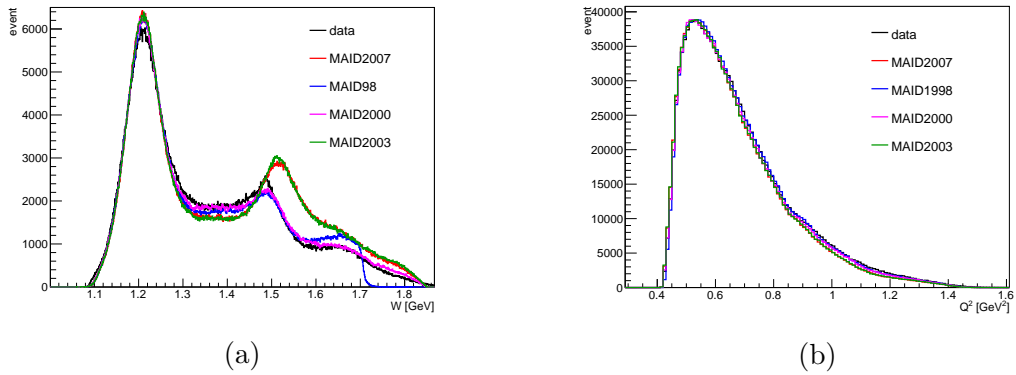 event
6000
5000
4000
3000
2000
1000
0
1.1 1.2 1.3 1.4 1.5 1.6 1.7 1.8
W [GeV]
data
MAID2007
MAID98
MAID2000
MAID2003
(a)
event
40000
35000
30000
25000
20000
15000
10000
5000
0
0.4 0.6 0.8 1 1.2 1.4 1.6
Q² [GeV²]
data
MAID2007
MAID1998
MAID2000
MAID2003
(b)